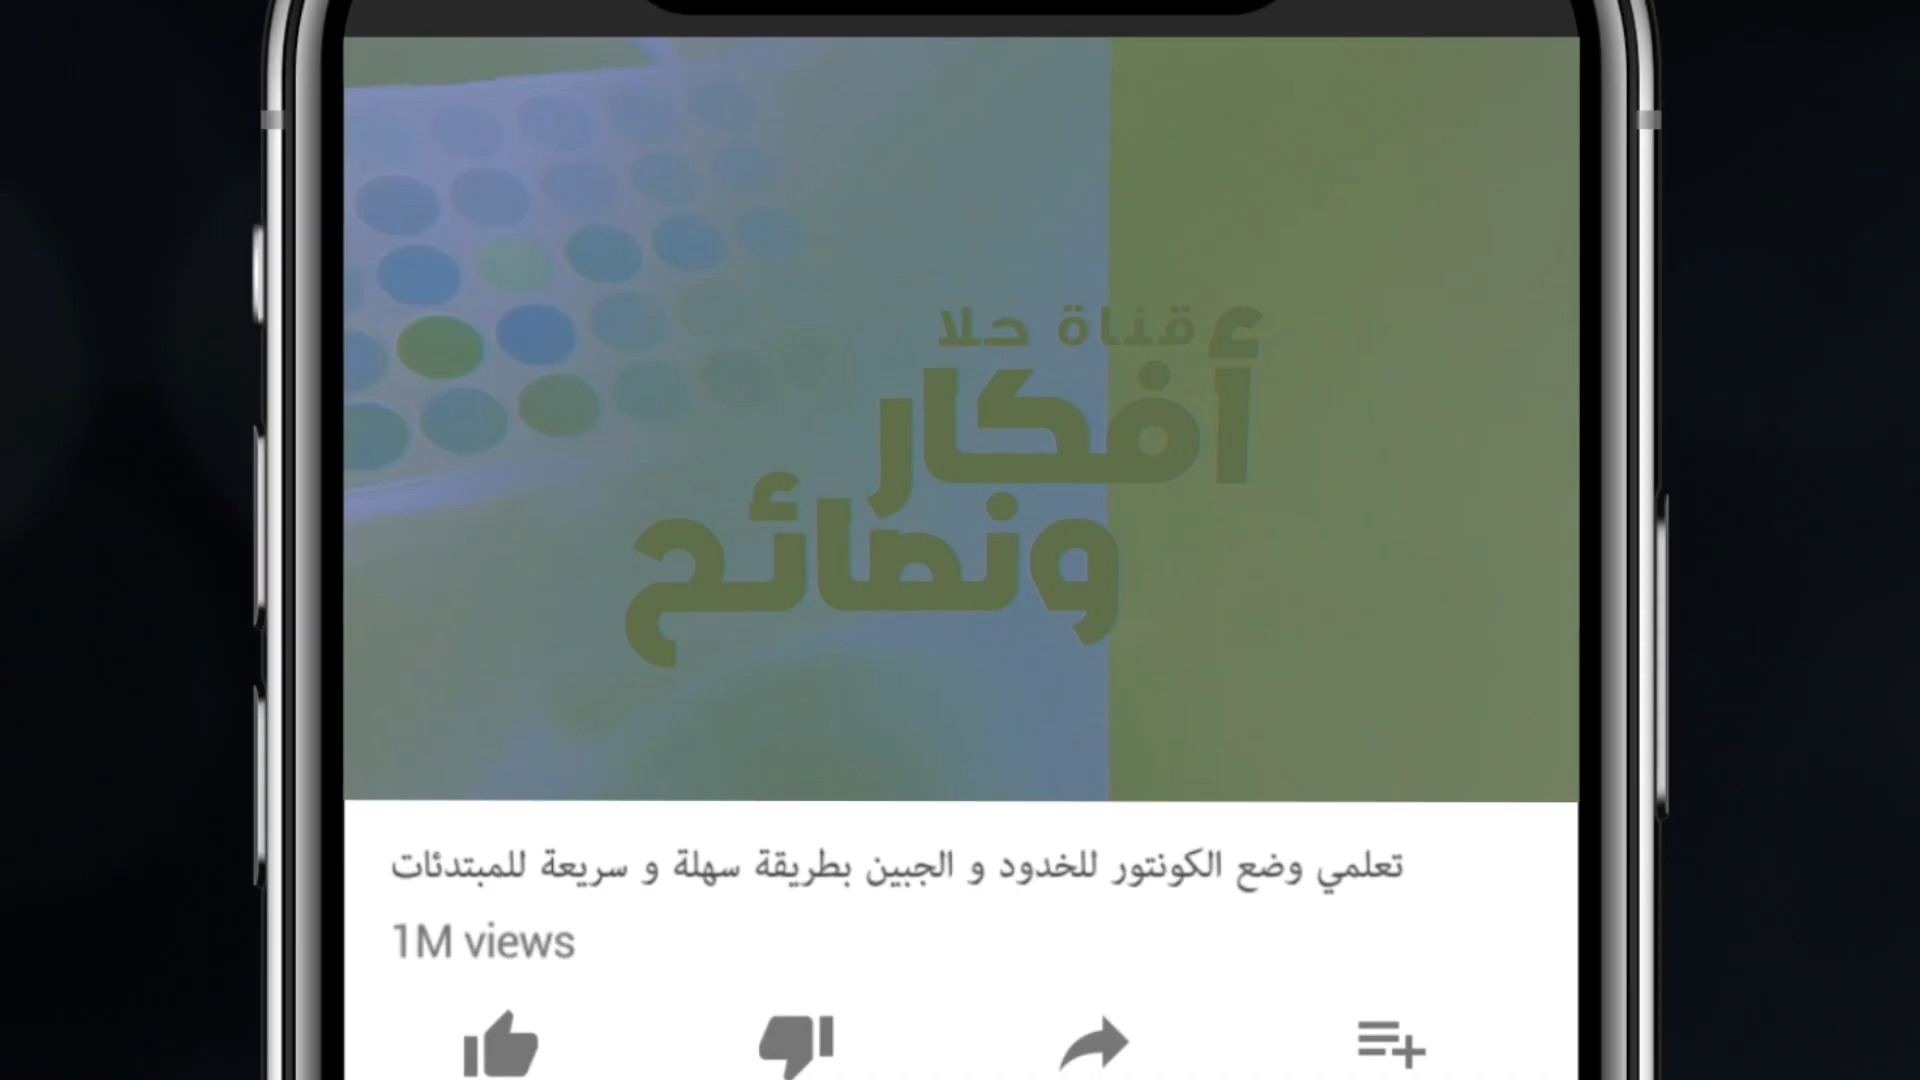 قناة حلا
أفكار
ونصائح
تعلمي وضع الكونتور للخدود و الجبين بطريقة سهلة و سريعة للمبتدئات
1M views